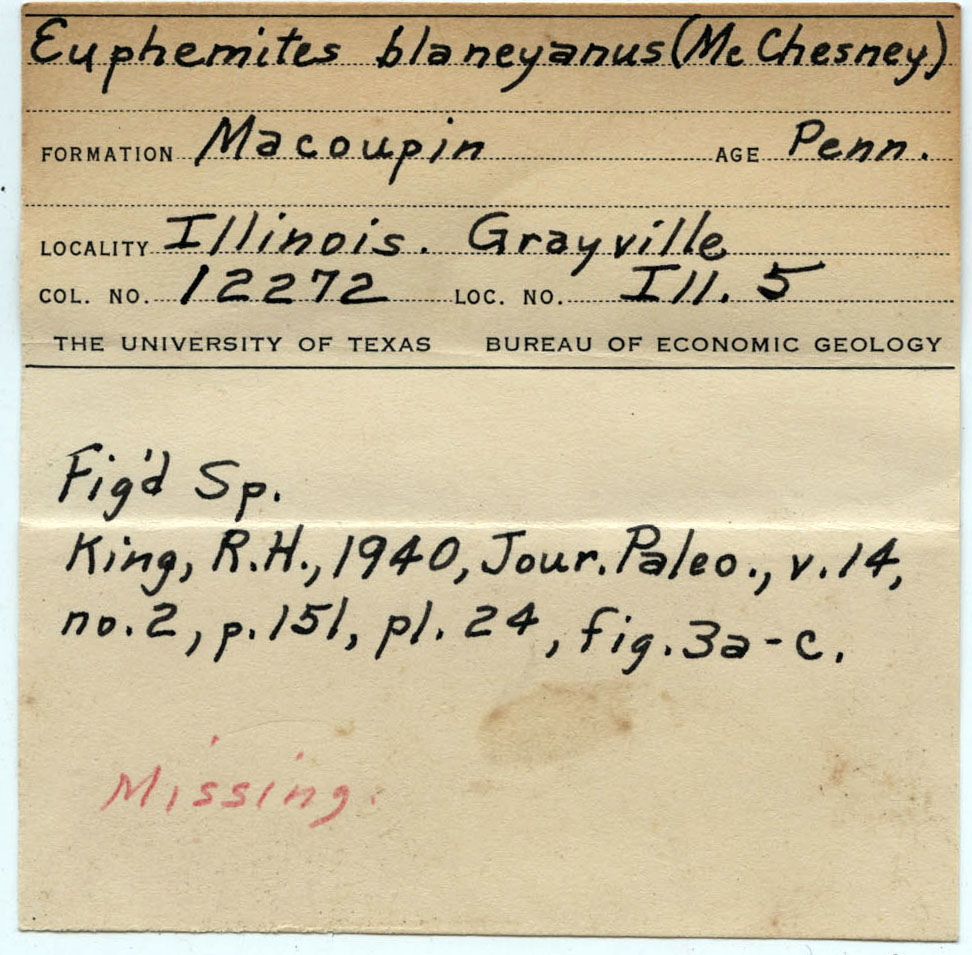 Euphemites blaneyanus (Mc Chesney)
FORMATION Macoupin AGE Penn.
LOCALITY Illinois. Grayville
COL. NO. 12272 LOC. NO. Ill. 5
THE UNIVERSITY OF TEXAS BUREAU OF ECONOMIC GEOLOGY
Fig'd Sp.
King, R.H., 1940, Jour. Paleo., v. 14,
no. 2, p. 151, pl. 24, fig. 3a-c.
Missing.